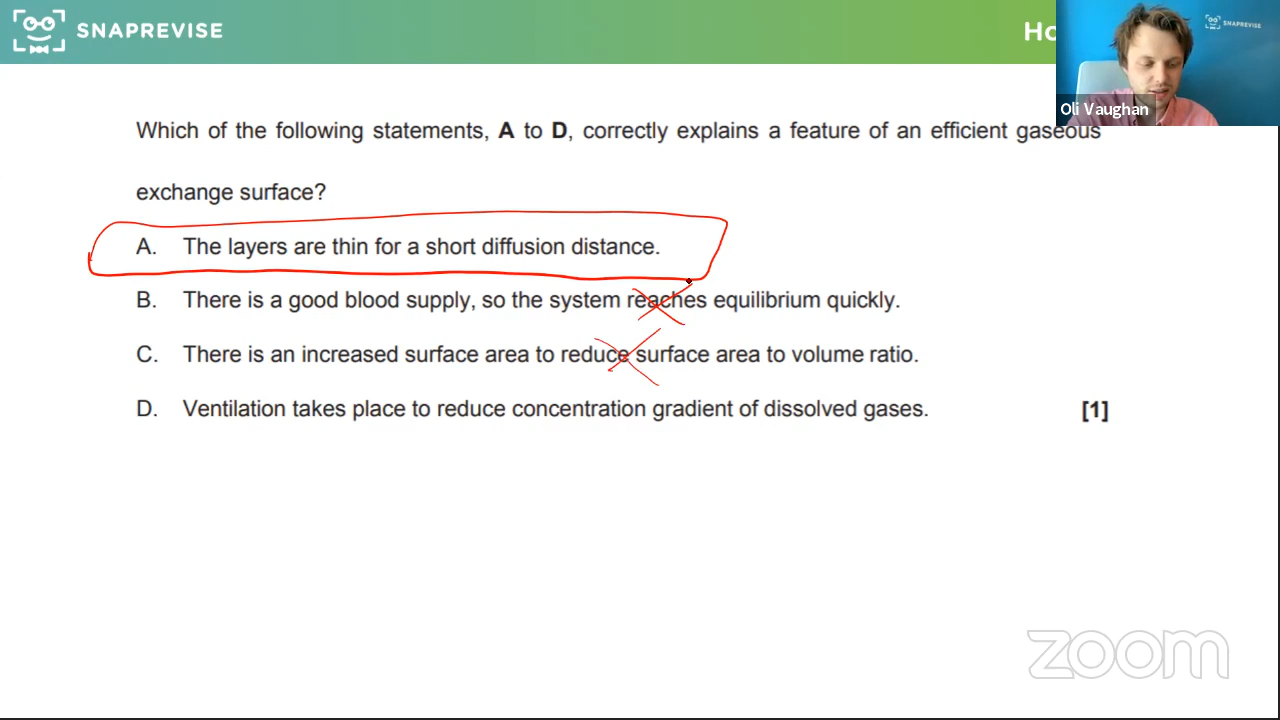 SNAPREVISE
Ho
SNAPREVISE
Oli Vaughan
Which of the following statements, A to D, correctly explains a feature of an efficient gaseous
exchange surface?
A. The layers are thin for a short diffusion distance.
B. There is a good blood supply, so the system reaches equilibrium quickly.
C. There is an increased surface area to reduce surface area to volume ratio.
D. Ventilation takes place to reduce concentration gradient of dissolved gases. [1]
zoom